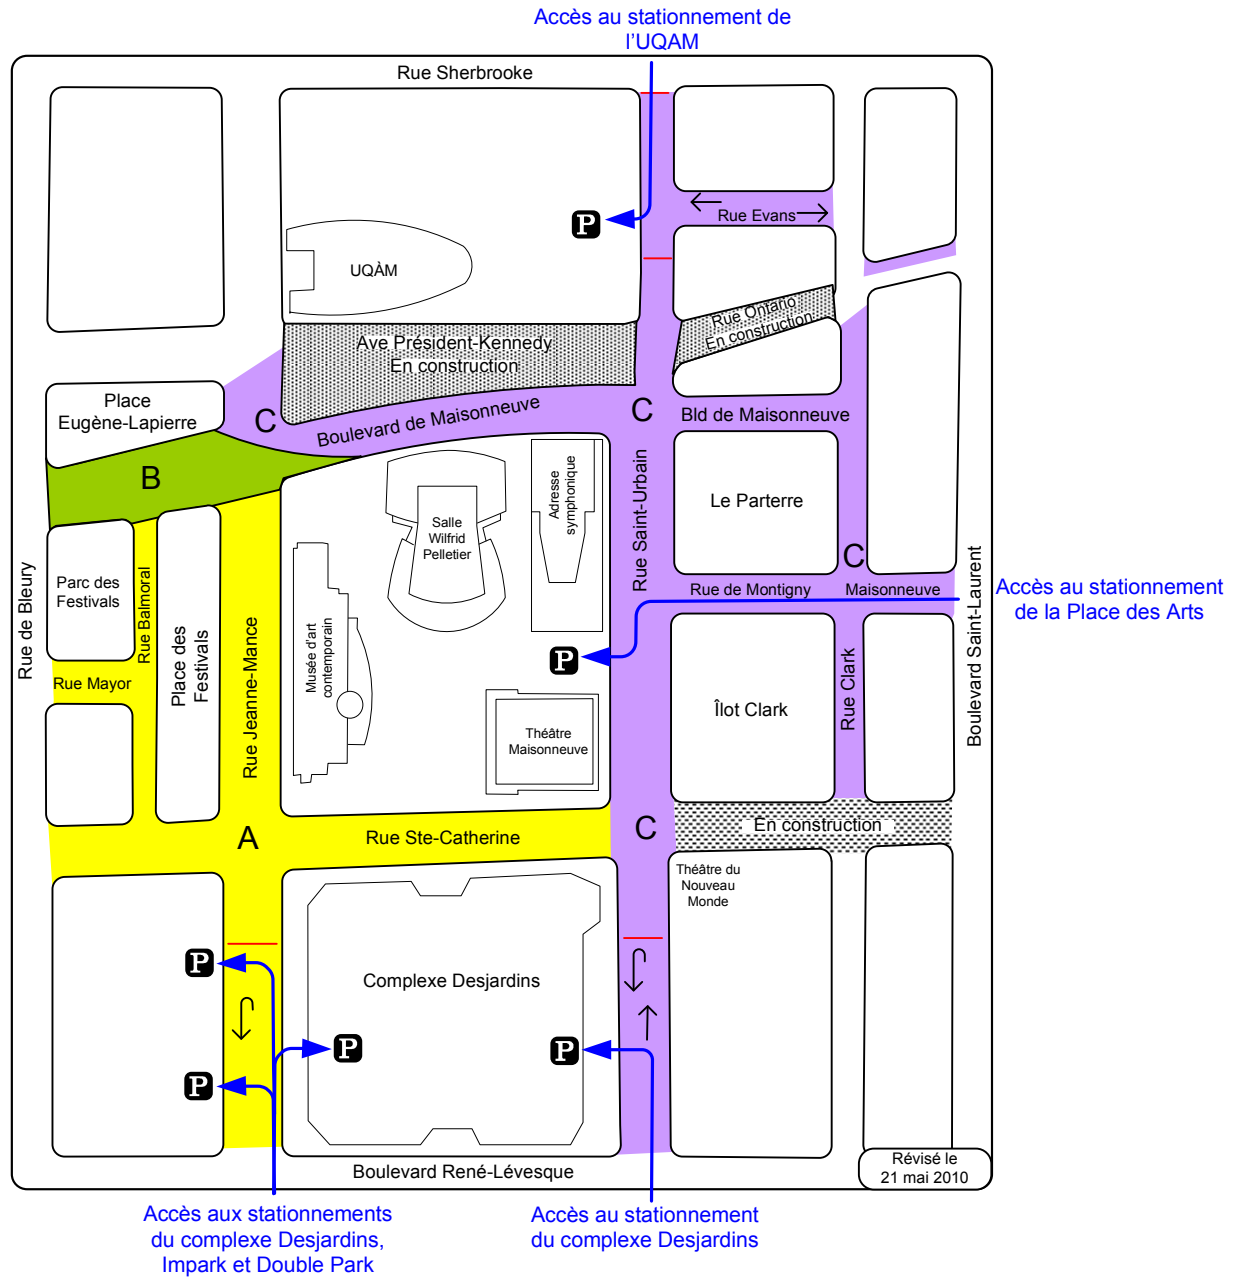 Accès au stationnement de
l'UQAM
Rue Sherbrooke
P
Rue Evans
UQÀM
Rue Ontario
En construction
Ave Président-Kennedy
En construction
Place
Eugène-Lapierre
C
Boulevard de Maisonneuve
C
Bld de Maisonneuve
B
Salle
Wilfrid
Pelletier
Adresse
symphonique
Rue Saint-Urbain
Le Parterre
C
Rue de Bleury
Parc des
Festivals
Rue Balmoral
Place des
Festivals
Rue Jeanne-Mance
Musée d'art
contemporain
Rue de Montigny
Maisonneuve
Boulevard Saint-Laurent
Accès au stationnement
de la Place des Arts
P
Rue Mayor
Théâtre
Maisonneuve
Îlot Clark
Rue Clark
A
Rue Ste-Catherine
C
En construction
Théâtre du
Nouveau
Monde
P
Complexe Desjardins
P
P
P
Boulevard René-Lévesque
Révisé le
21 mai 2010
Accès aux stationnements
du complexe Desjardins,
Impark et Double Park
Accès au stationnement
du complexe Desjardins